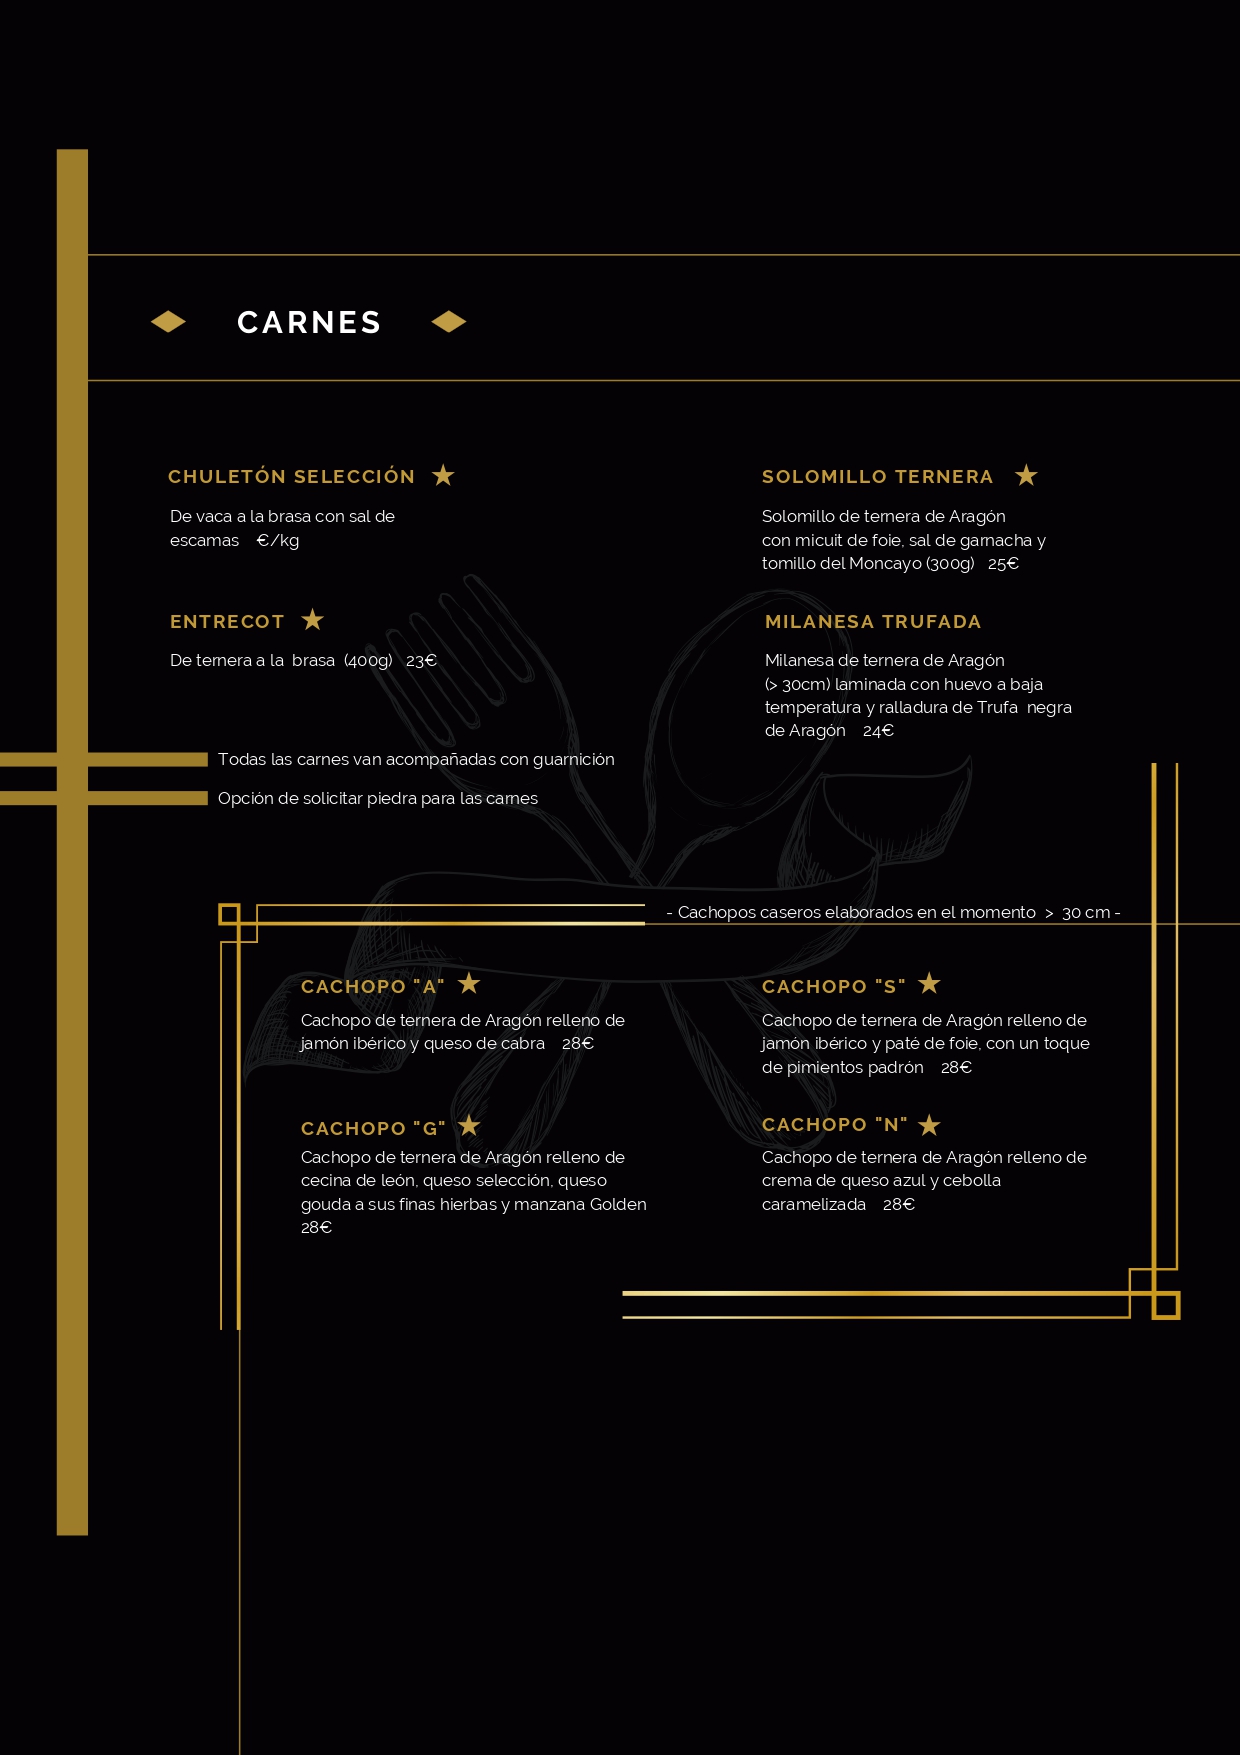 CARNES
CHULETÓN SELECCIÓN ★
De vaca a la brasa con sal de
escamas €/kg
SOLOMILLO TERNERA ★
Solomillo de ternera de Aragón
con micuit de foie, sal de garnacha y
tomillo del Moncayo (300g) 25€
ENTRECOT ★
De ternera a la brasa (400g) 23€
MILANESA TRUFADA
Milanesa de ternera de Aragón
(> 30cm) laminada con huevo a baja
temperatura y ralladura de Trufa negra
de Aragón 24€
Todas las carnes van acompañadas con guarnición
Opción de solicitar piedra para las carnes
- Cachopos caseros elaborados en el momento > 30 cm -
CACHOPO "A" ★
Cachopo de ternera de Aragón relleno de
jamón ibérico y queso de cabra 28€
CACHOPO "S" ★
Cachopo de ternera de Aragón relleno de
jamón ibérico y paté de foie, con un toque
de pimientos padrón 28€
CACHOPO "G" ★
Cachopo de ternera de Aragón relleno de
cecina de león, queso selección, queso
gouda a sus finas hierbas y manzana Golden
28€
CACHOPO "N" ★
Cachopo de ternera de Aragón relleno de
crema de queso azul y cebolla
caramelizada 28€